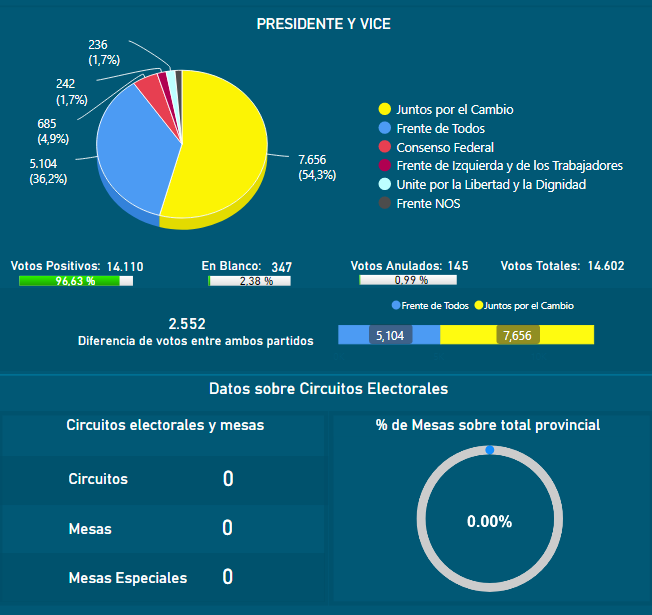 PRESIDENTE Y VICE
236
(1,7%)
242
(1,7%)
685
(4,9%)
5.104
(36,2%)
7.656
(54,3%)
Juntos por el Cambio
Frente de Todos
Consenso Federal
Frente de Izquierda y de los Trabajadores
Unite por la Libertad y la Dignidad
Frente NOS
Votos Positivos: 14.110
96,63 %
En Blanco: 347
2,38 %
Votos Anulados: 145
0,99 %
Votos Totales: 14.602
2.552
Diferencia de votos entre ambos partidos
Frente de Todos Juntos por el Cambio
5,104 7,656
Datos sobre Circuitos Electorales
Circuitos electorales y mesas
Circuitos 0
Mesas 0
Mesas Especiales 0
% de Mesas sobre total provincial
0.00%